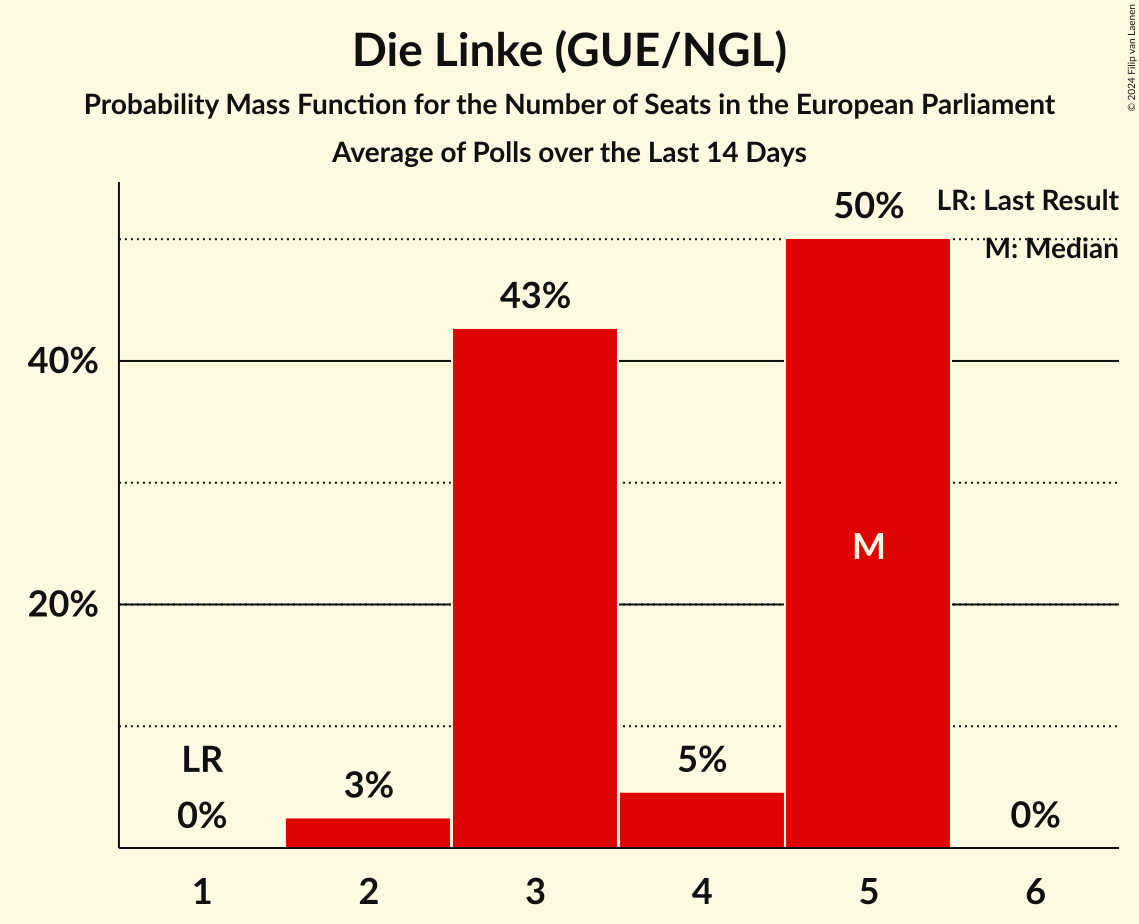 Die Linke (GUE/NGL)
Probability Mass Function for the Number of Seats in the European Parliament
Average of Polls over the Last 14 Days
© 2024 Filip van Laenen
LR: Last Result
M: Median
50%
43%
40%
M
20%
LR
5%
3%
0%
0%
1 2 3 4 5 6